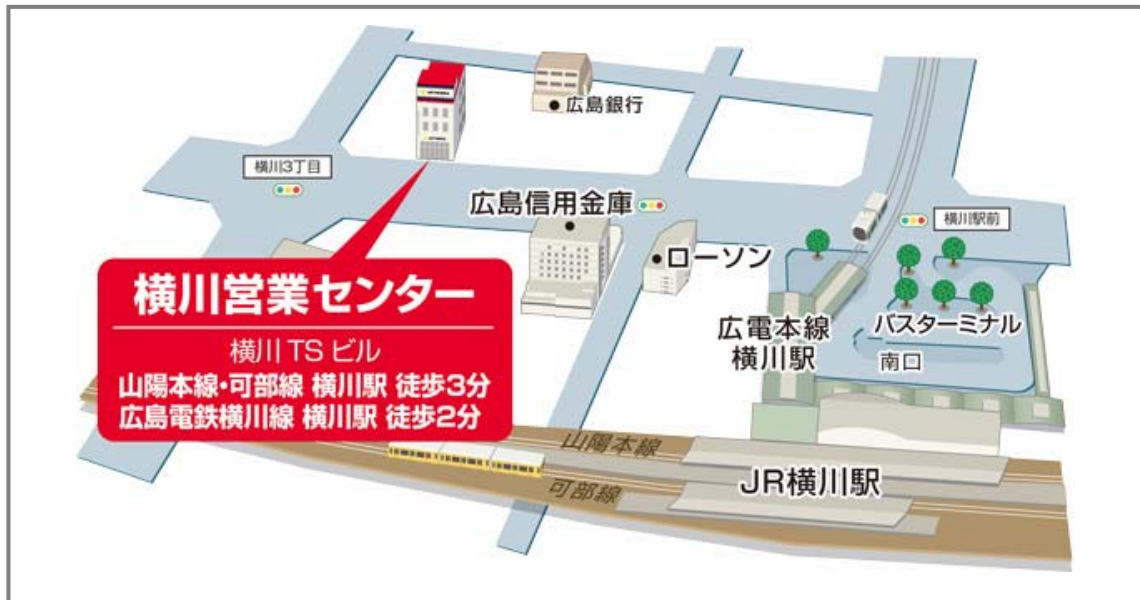 広島銀行
横川3丁目
広島信用金庫
横川駅前
ローソン
横川営業センター
横川TSビル
山陽本線・可部線 横川駅 徒歩3分
広島電鉄横川線 横川駅 徒歩2分
広電本線
横川駅
バスターミナル
南口
山陽本線
JR横川駅
可部線